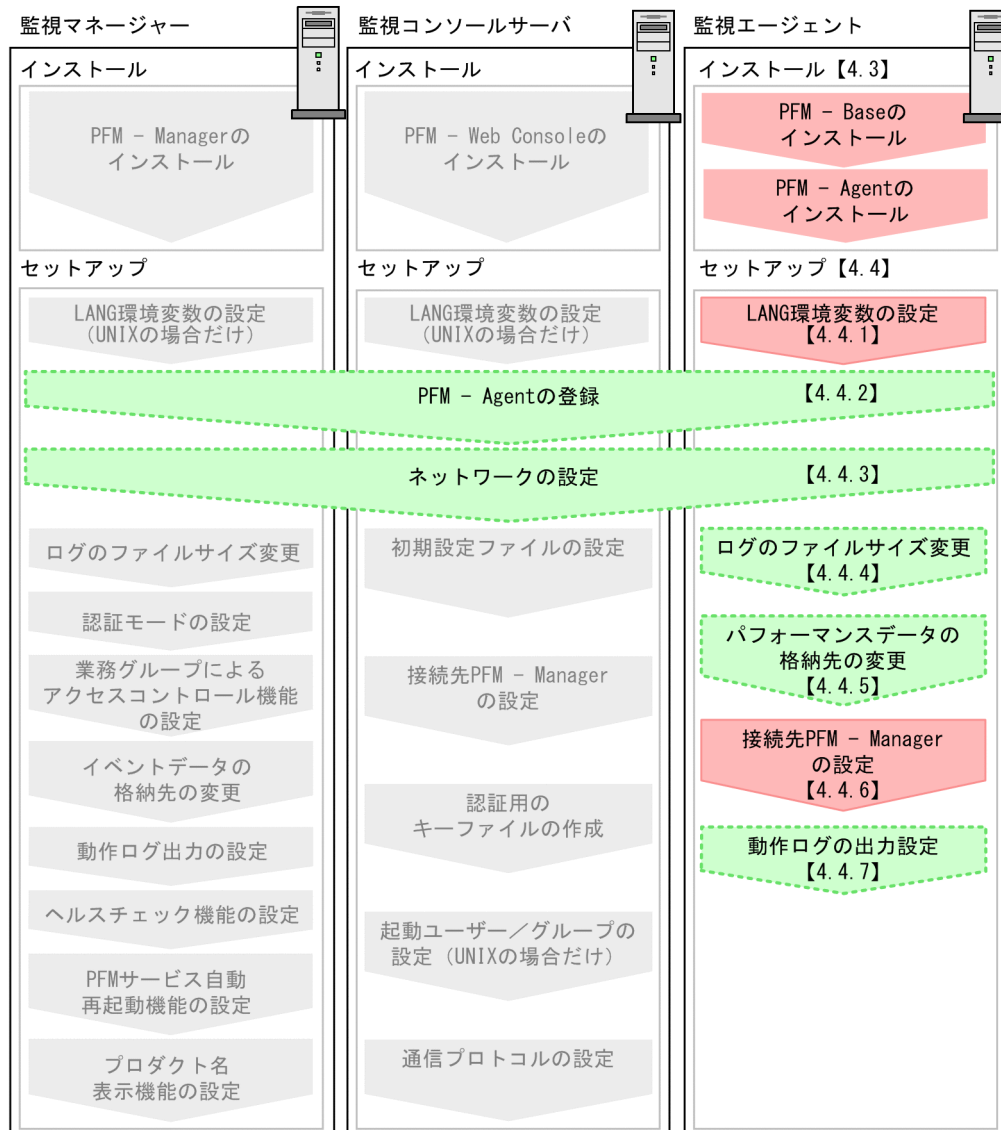 監視マネージャー
インストール
PFM - Managerの
インストール
セットアップ
LANG環境変数の設定
(UNIXの場合だけ)
ログのファイルサイズ変更
認証モードの設定
業務グループによる
アクセスコントロール機能
の設定
イベントデータの
格納先の変更
動作ログ出力の設定
ヘルスチェック機能の設定
PFMサービス自動
再起動機能の設定
プロダクト名
表示機能の設定
監視コンソールサーバ
インストール
PFM - Web Consoleの
インストール
セットアップ
LANG環境変数の設定
(UNIXの場合だけ)
初期設定ファイルの設定
接続先PFM - Manager
の設定
認証用の
キーファイルの作成
起動ユーザー／グループの
設定 (UNIXの場合だけ)
通信プロトコルの設定
監視エージェント
インストール【4.3】
PFM - Baseの
インストール
PFM - Agentの
インストール
セットアップ【4.4】
LANG環境変数の設定
【4.4.1】
PFM - Agentの登録 【4.4.2】
ネットワークの設定 【4.4.3】
ログのファイルサイズ変更
【4.4.4】
パフォーマンスデータの
格納先の変更
【4.4.5】
接続先PFM - Manager
の設定
【4.4.6】
動作ログの出力設定
【4.4.7】